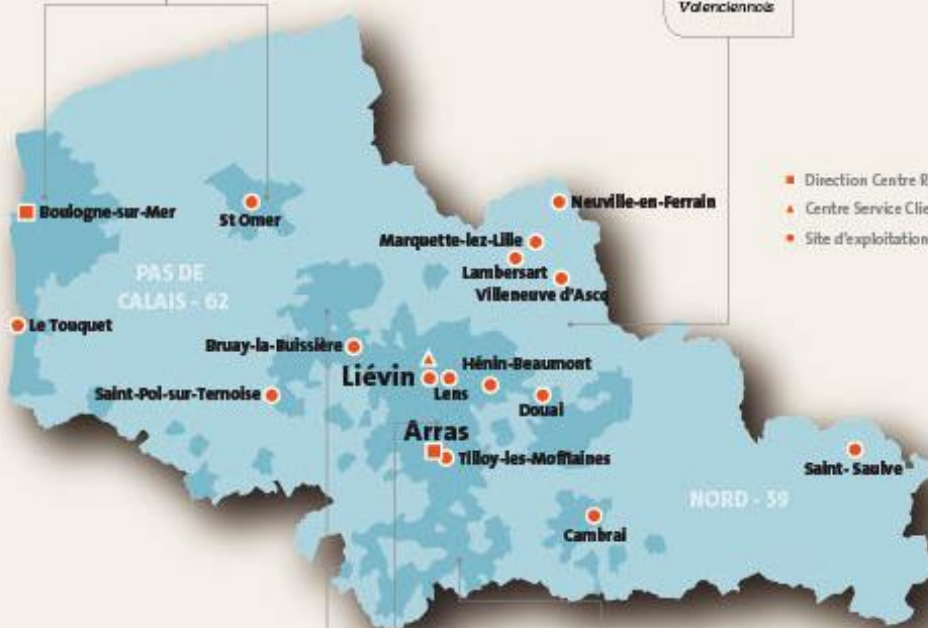 Valenciennois
Boulogne-sur-Mer
St Omer
Neuville-en-Ferrain
Direction Centre R
Marquette-lez-Lille
Centre Service Clie
Lambersart
Site d'exploitation
Villeneuve d'Ascq
PAS DE
CALAIS - 62
Le Touquet
Bruay-la-Buissière
Hénin-Beaumont
Liévin
Lens
Saint-Pol-sur-Ternoise
Douai
Arras
Tilloy-les-Mofflaines
Saint- Saulve
NORD - 59
Cambrai